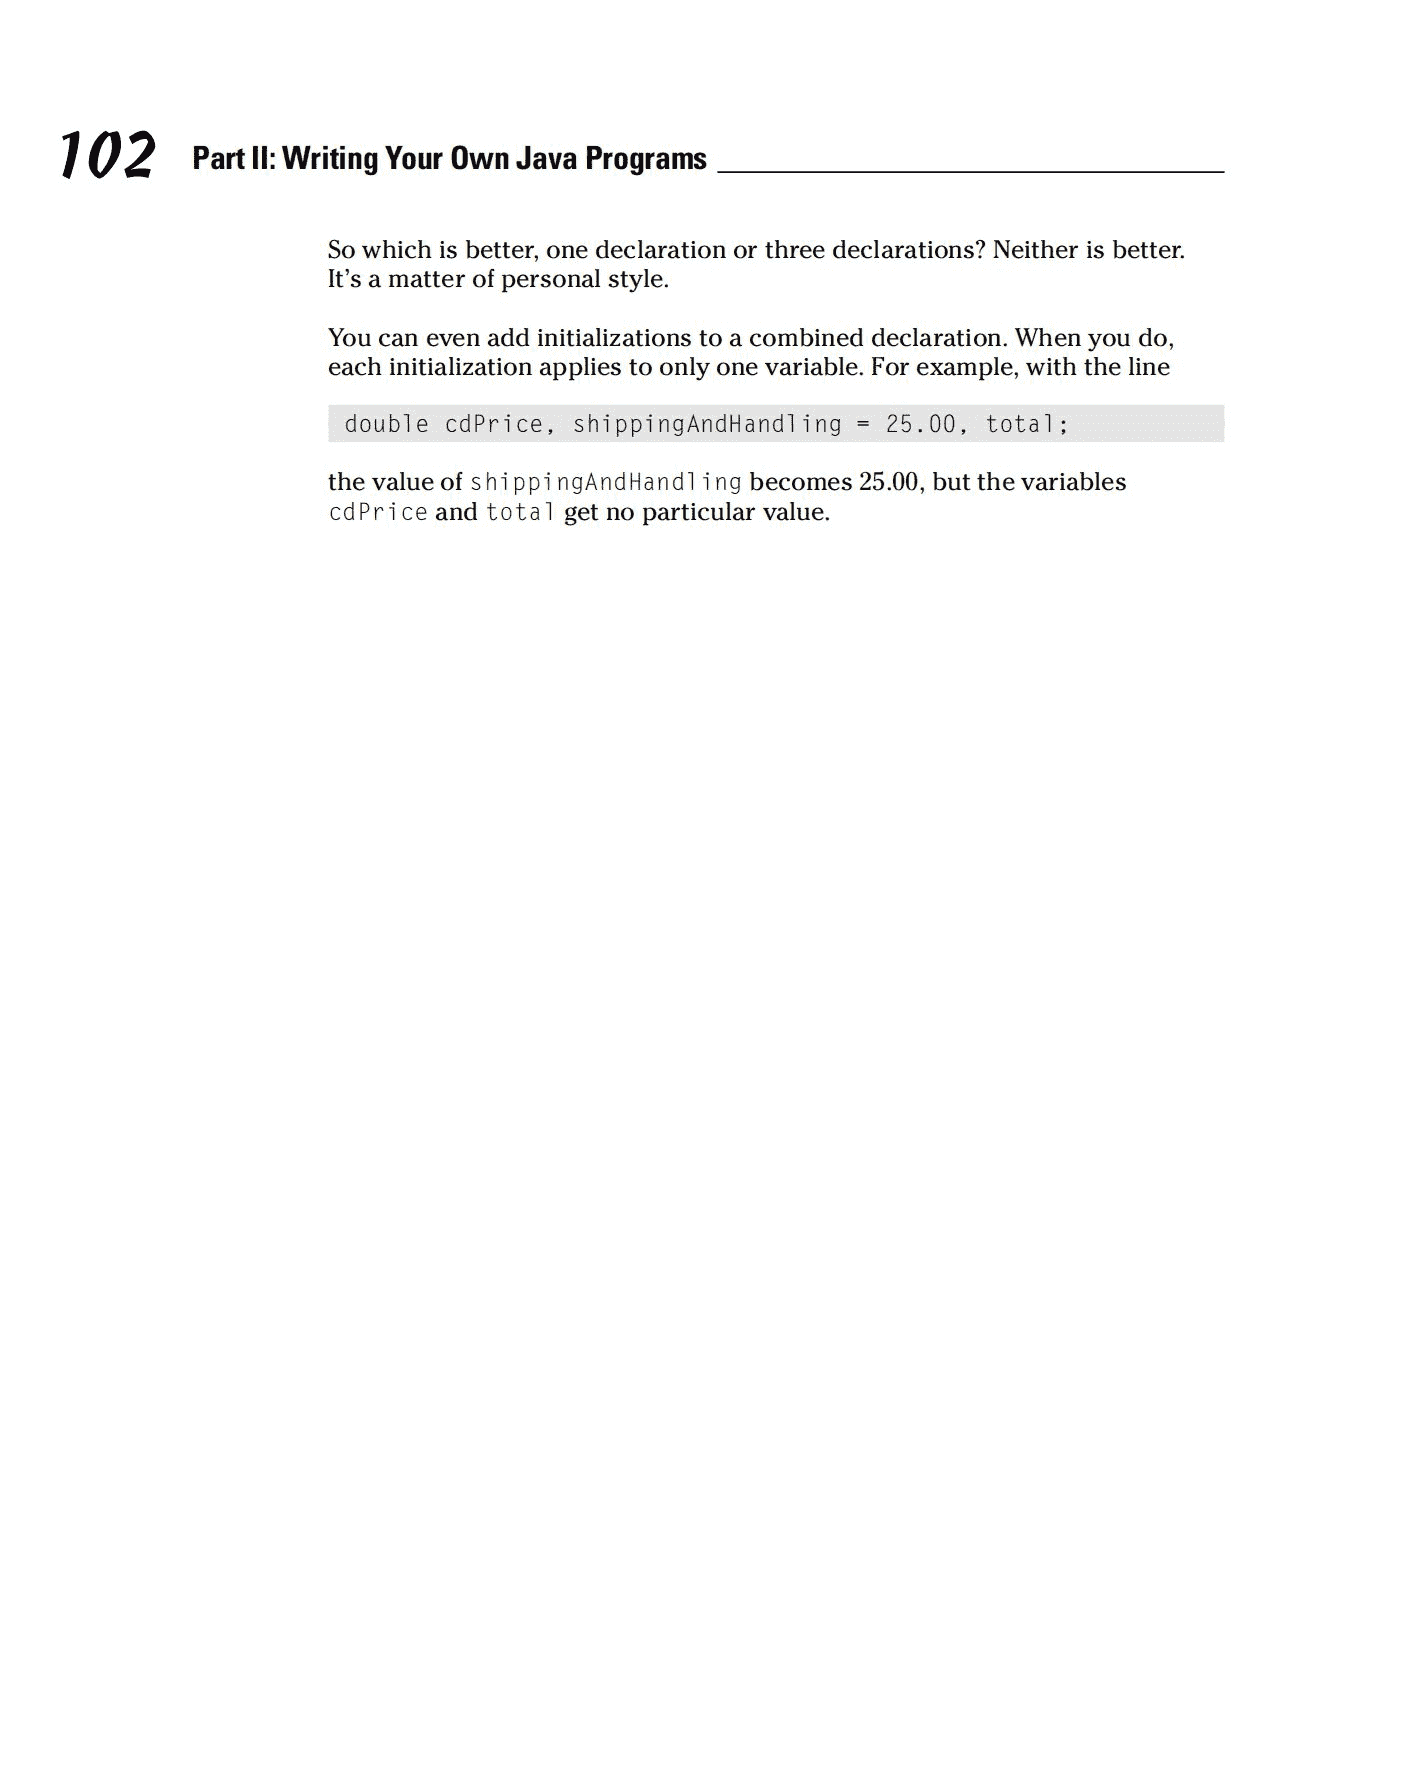 102 Part II: Writing Your Own Java Programs
So which is better, one declaration or three declarations? Neither is better.
It's a matter of personal style.
You can even add initializations to a combined declaration. When you do,
each initialization applies to only one variable. For example, with the line
double cdPrice, shippingAndHandling = 25.00, total;
the value of shippingAndHandling becomes 25.00, but the variables
cdPrice and total get no particular value.